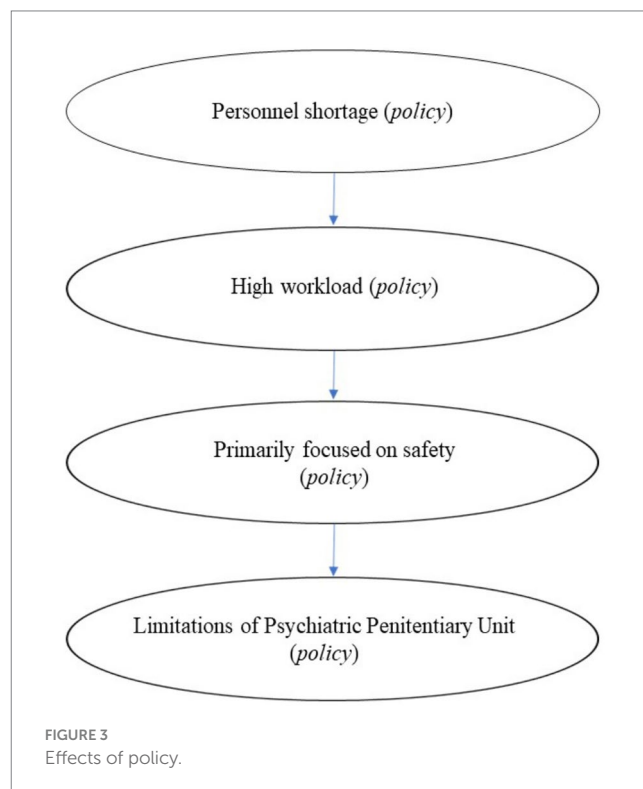 Personnel shortage (policy)
High workload (policy)
Primarily focused on safety
(policy)
Limitations of Psychiatric Penitentiary Unit
(policy)
FIGURE 3
Effects of policy.